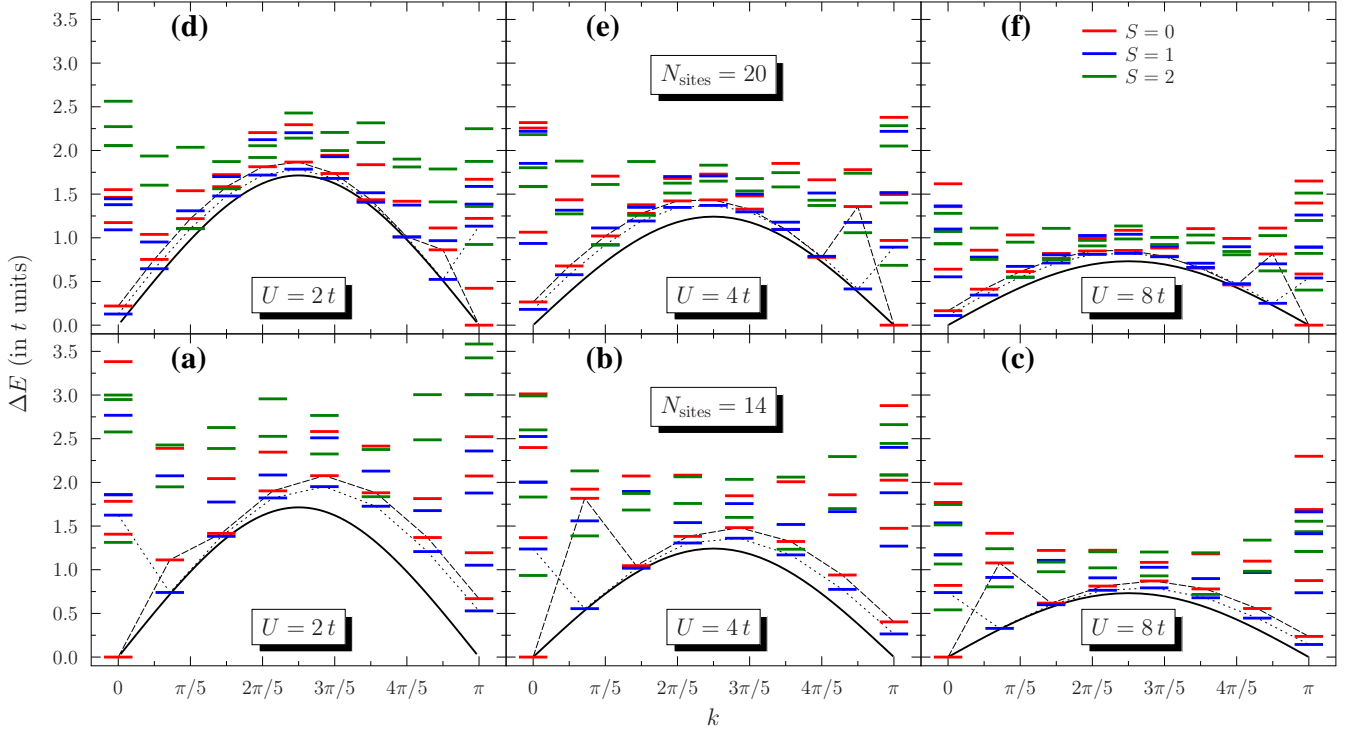 (d) (e) (f)
S = 0
S = 1
S = 2
N_sites = 20
3.5
3.0
2.5
2.0
1.5
1.0
0.5
0.0
U = 2 t
U = 4 t
U = 8 t
(a) (b) (c)
N_sites = 14
3.5
3.0
2.5
2.0
1.5
1.0
0.5
0.0
U = 2 t
U = 4 t
U = 8 t
ΔE (in t units)
0 π/5 2π/5 3π/5 4π/5 π
0 π/5 2π/5 3π/5 4π/5 π
0 π/5 2π/5 3π/5 4π/5 π
k